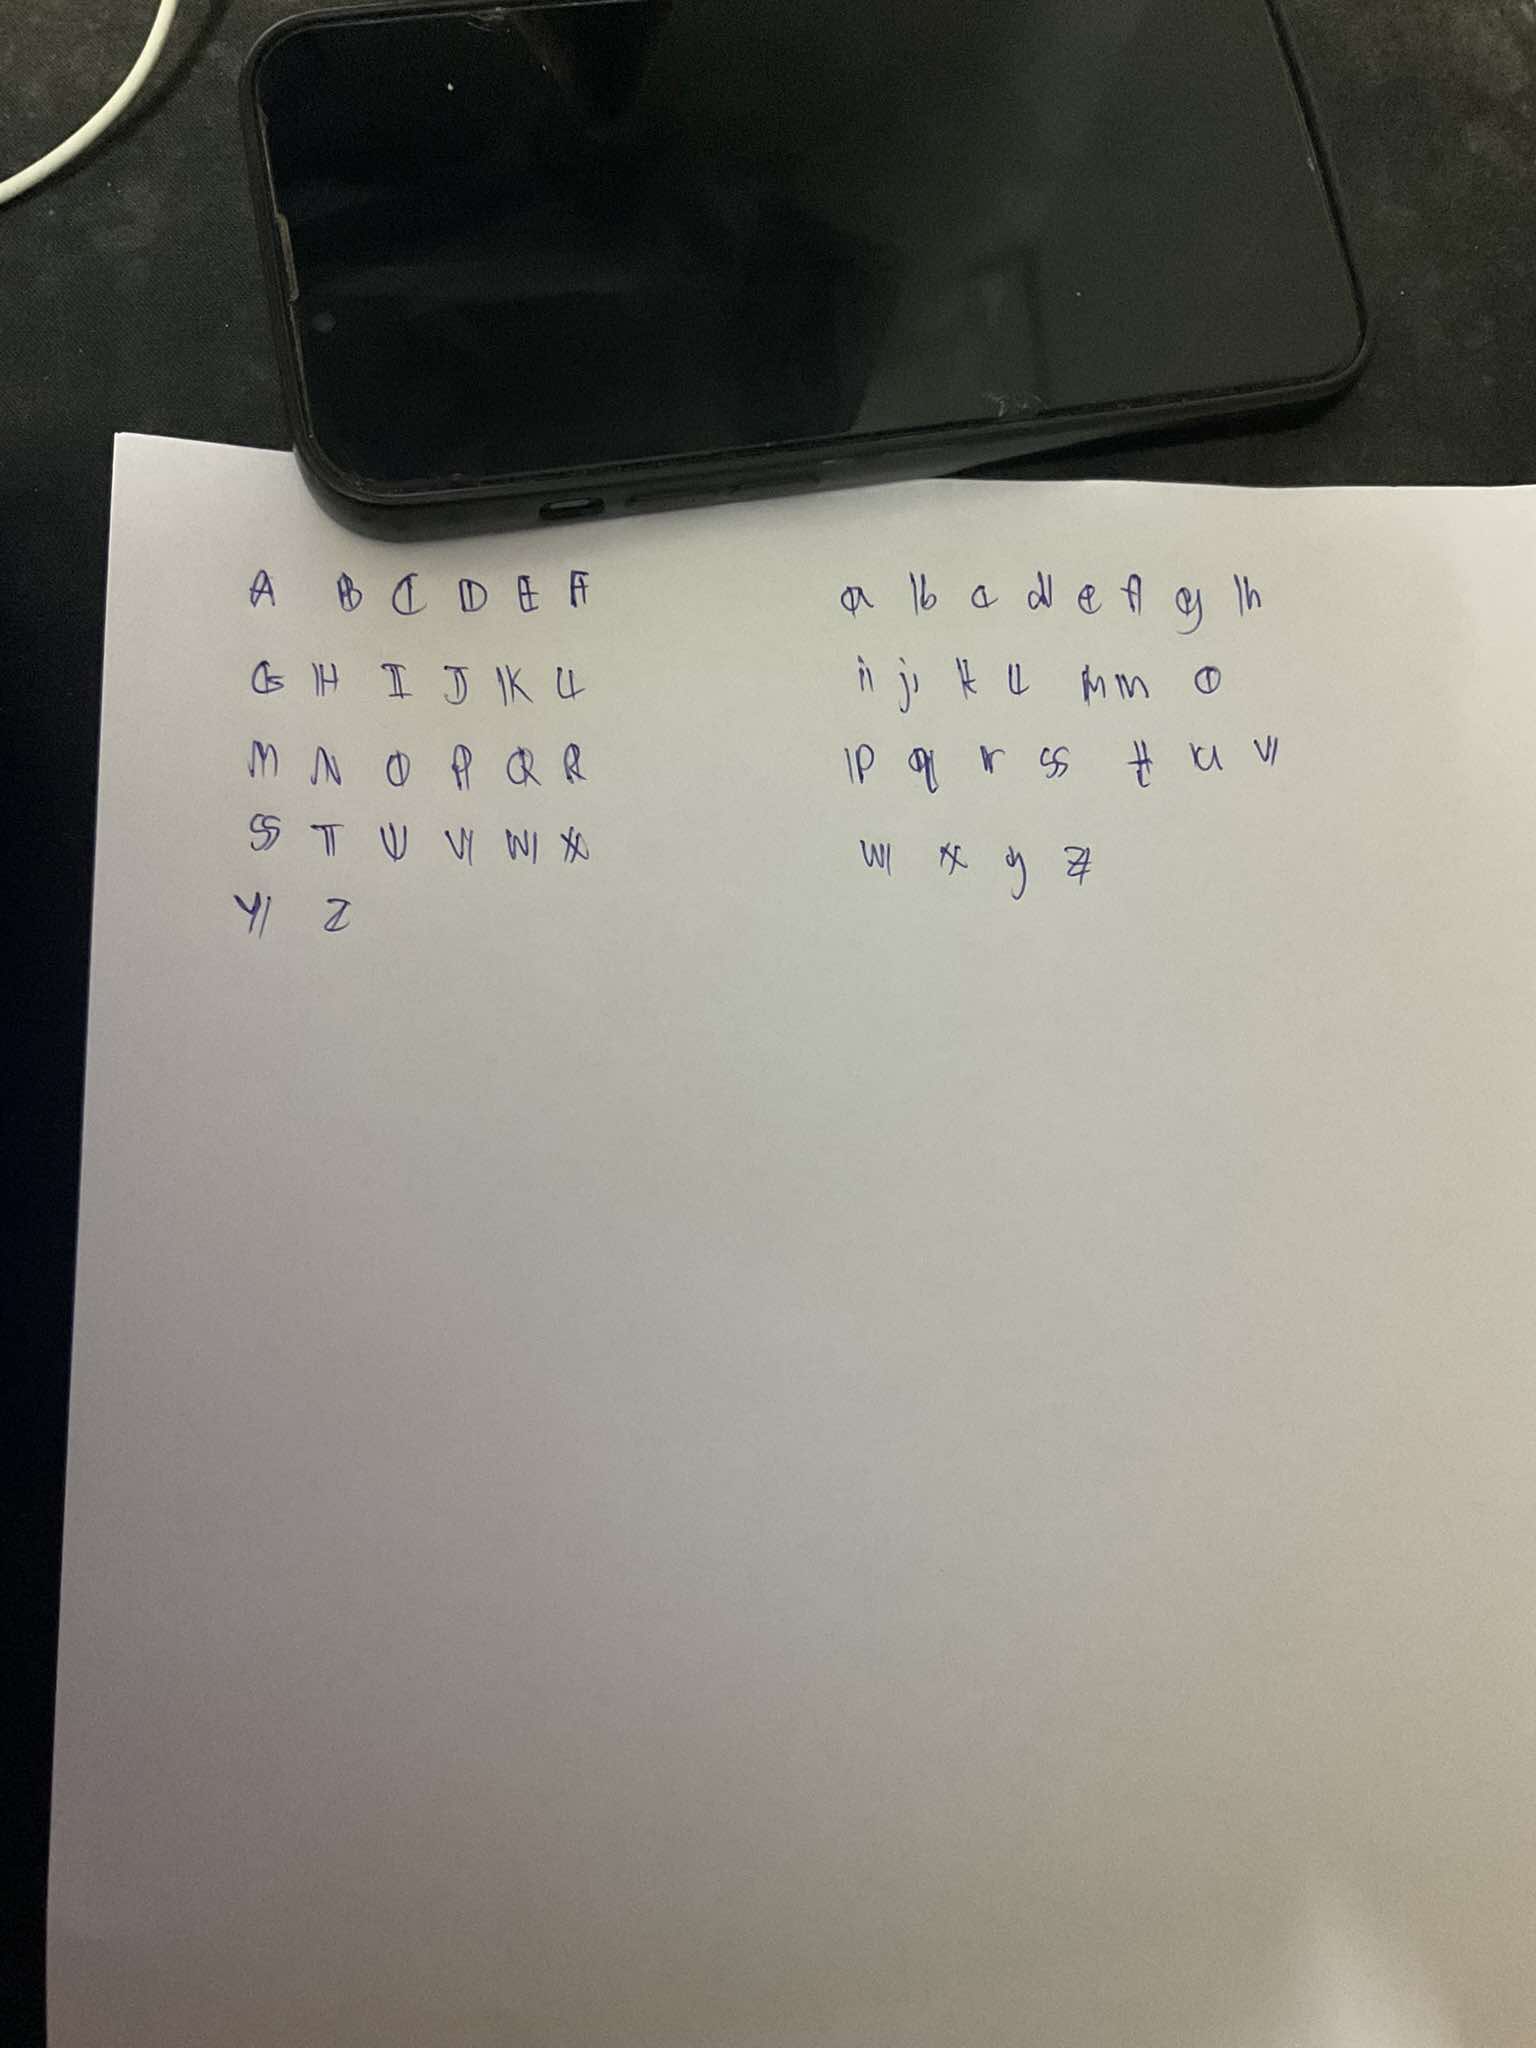 A B C D E F
G H I J K L
M N O P Q R
S T U V W X
Y Z
a b c d e f g h
i j k l m n o
p q r s t u v
w x y z